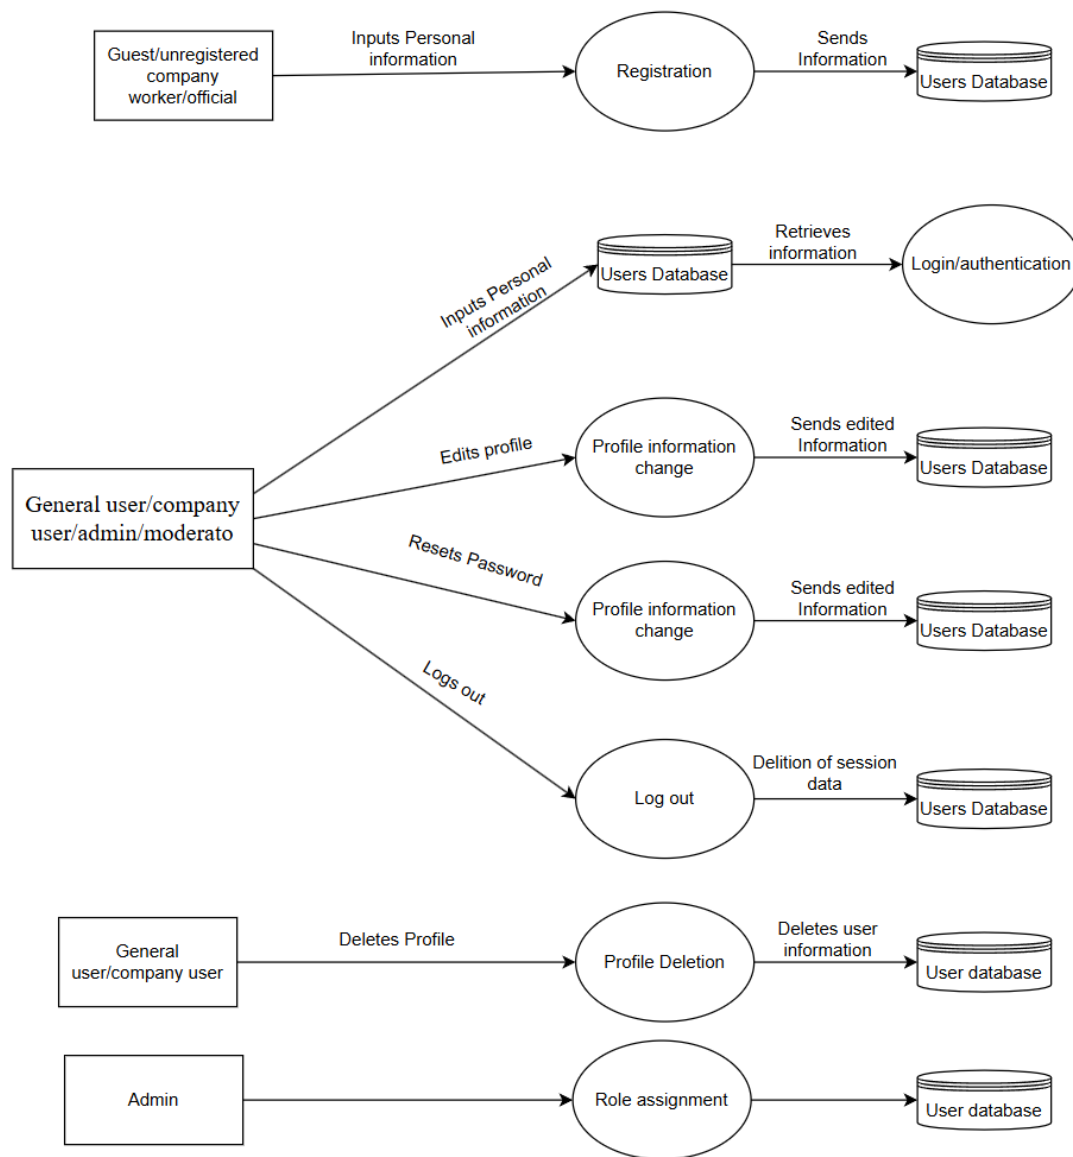 Guest/unregistered
company
worker/official
Inputs Personal
information
Registration
Sends
Information
Users Database
Inputs Personal
information
Users Database
Retrieves
information
Login/authentication
General user/company
user/admin/moderato
Edits profile
Profile information
change
Sends edited
Information
Users Database
Resets Password
Profile information
change
Sends edited
Information
Users Database
Logs out
Log out
Delition of session
data
Users Database
General
user/company user
Deletes Profile
Profile Deletion
Deletes user
information
User database
Admin
Role assignment
User database